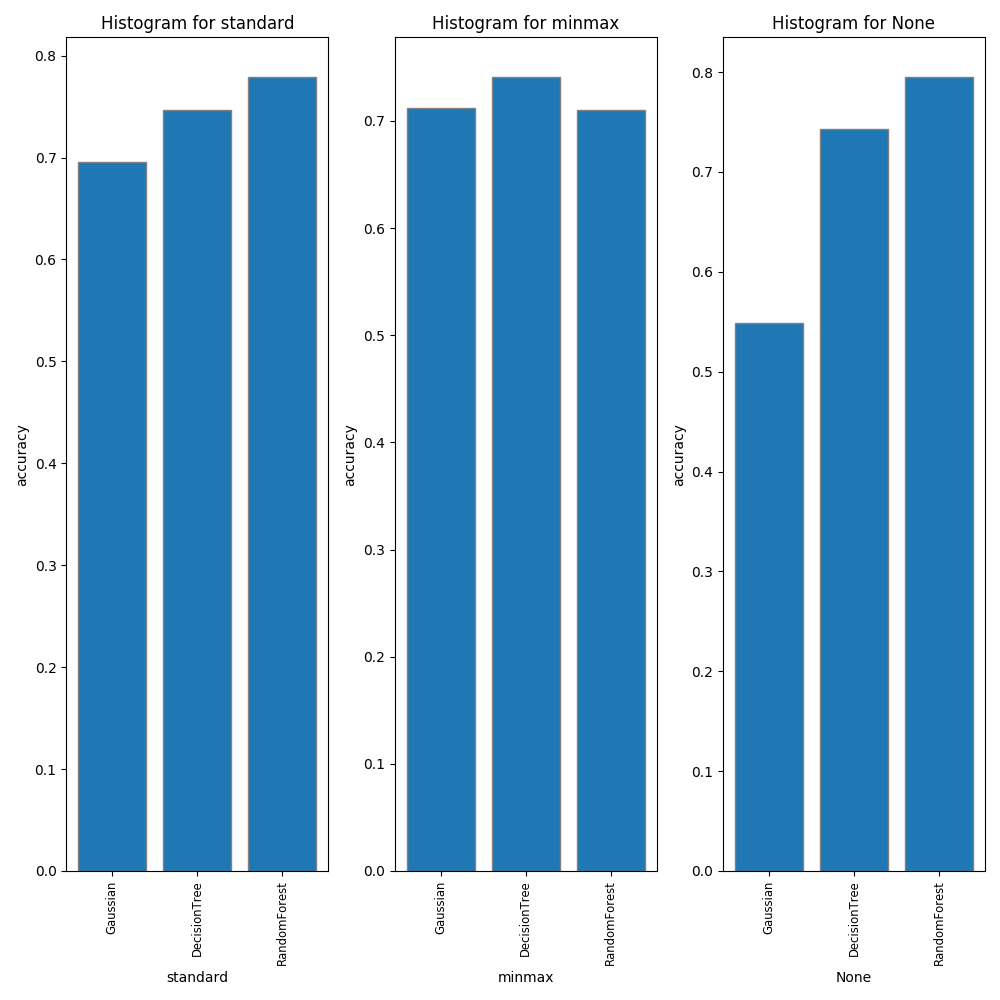 Histogram for standard
0.8
0.7
0.6
0.5
0.4
0.3
0.2
0.1
0.0
accuracy
Gaussian
DecisionTree
RandomForest
standard
Histogram for minmax
0.7
0.6
0.5
0.4
0.3
0.2
0.1
0.0
accuracy
Gaussian
DecisionTree
RandomForest
minmax
Histogram for None
0.8
0.7
0.6
0.5
0.4
0.3
0.2
0.1
0.0
accuracy
Gaussian
DecisionTree
RandomForest
None